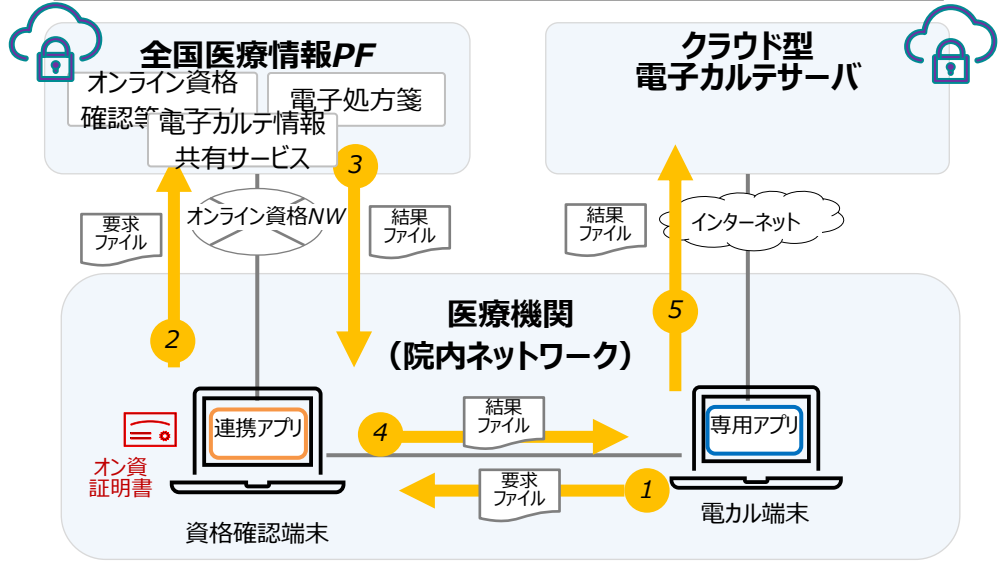 全国医療情報PF
オンライン資格
確認等システム
電子処方箋
電子カルテ情報
共有サービス
クラウド型
電子カルテサーバ
3
要求
ファイル
オンライン資格NW
結果
ファイル
結果
ファイル
インターネット
2
5
医療機関
（院内ネットワーク）
連携アプリ
4
結果
ファイル
専用アプリ
オン資
証明書
要求
ファイル
1
資格確認端末
電カル端末